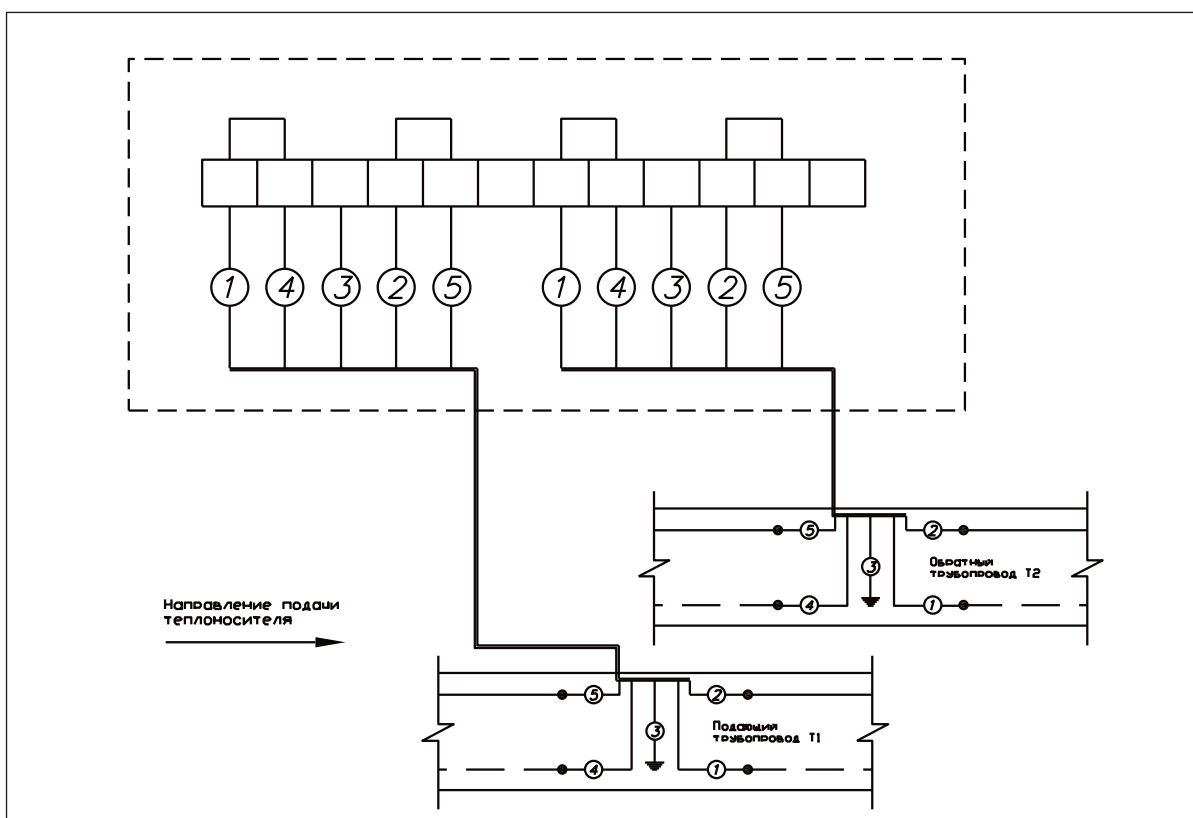 1 4 3 2 5 1 4 3 2 5
5 2
3
Обратный
трубопровод Т2
4 1
Направление подачи
теплоносителя
5 2
3
Подающий
трубопровод Т1
4 1